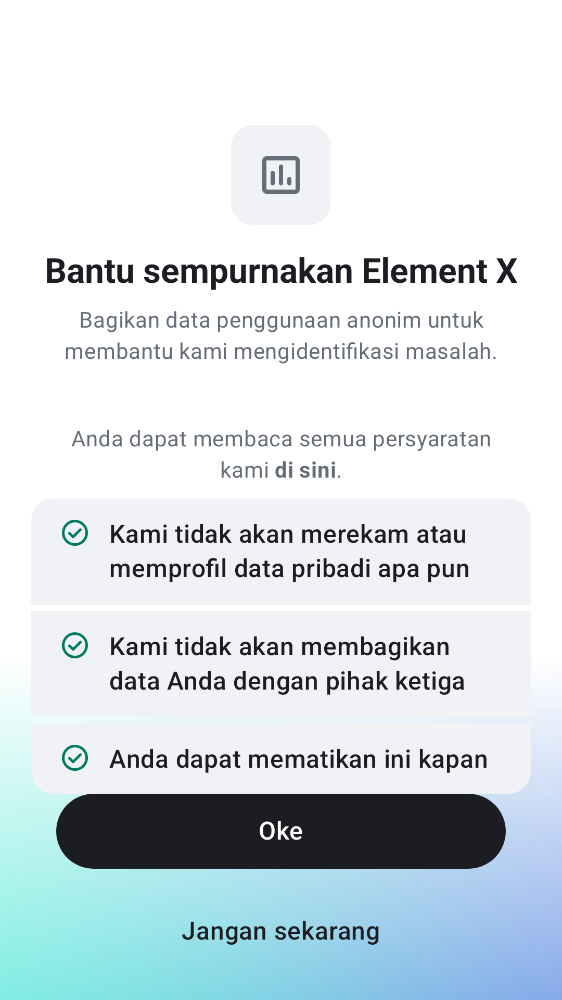 Bantu sempurnakan Element X
Bagikan data penggunaan anonim untuk
membantu kami mengidentifikasi masalah.
Anda dapat membaca semua persyaratan
kami di sini.
Kami tidak akan merekam atau
memprofil data pribadi apa pun
Kami tidak akan membagikan
data Anda dengan pihak ketiga
Anda dapat mematikan ini kapan
Oke
Jangan sekarang